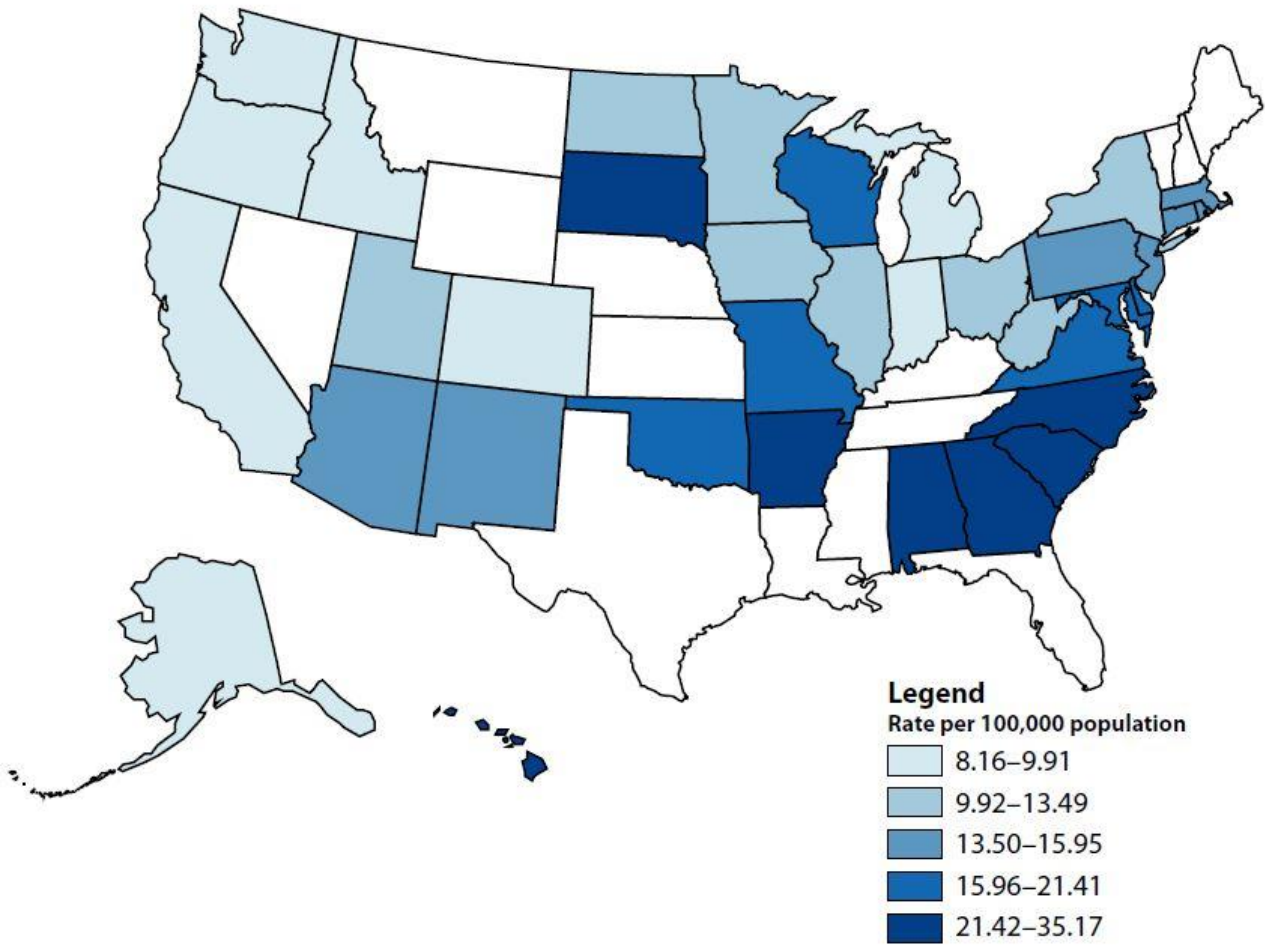 Legend
Rate per 100,000 population
8.16–9.91
9.92–13.49
13.50–15.95
15.96–21.41
21.42–35.17